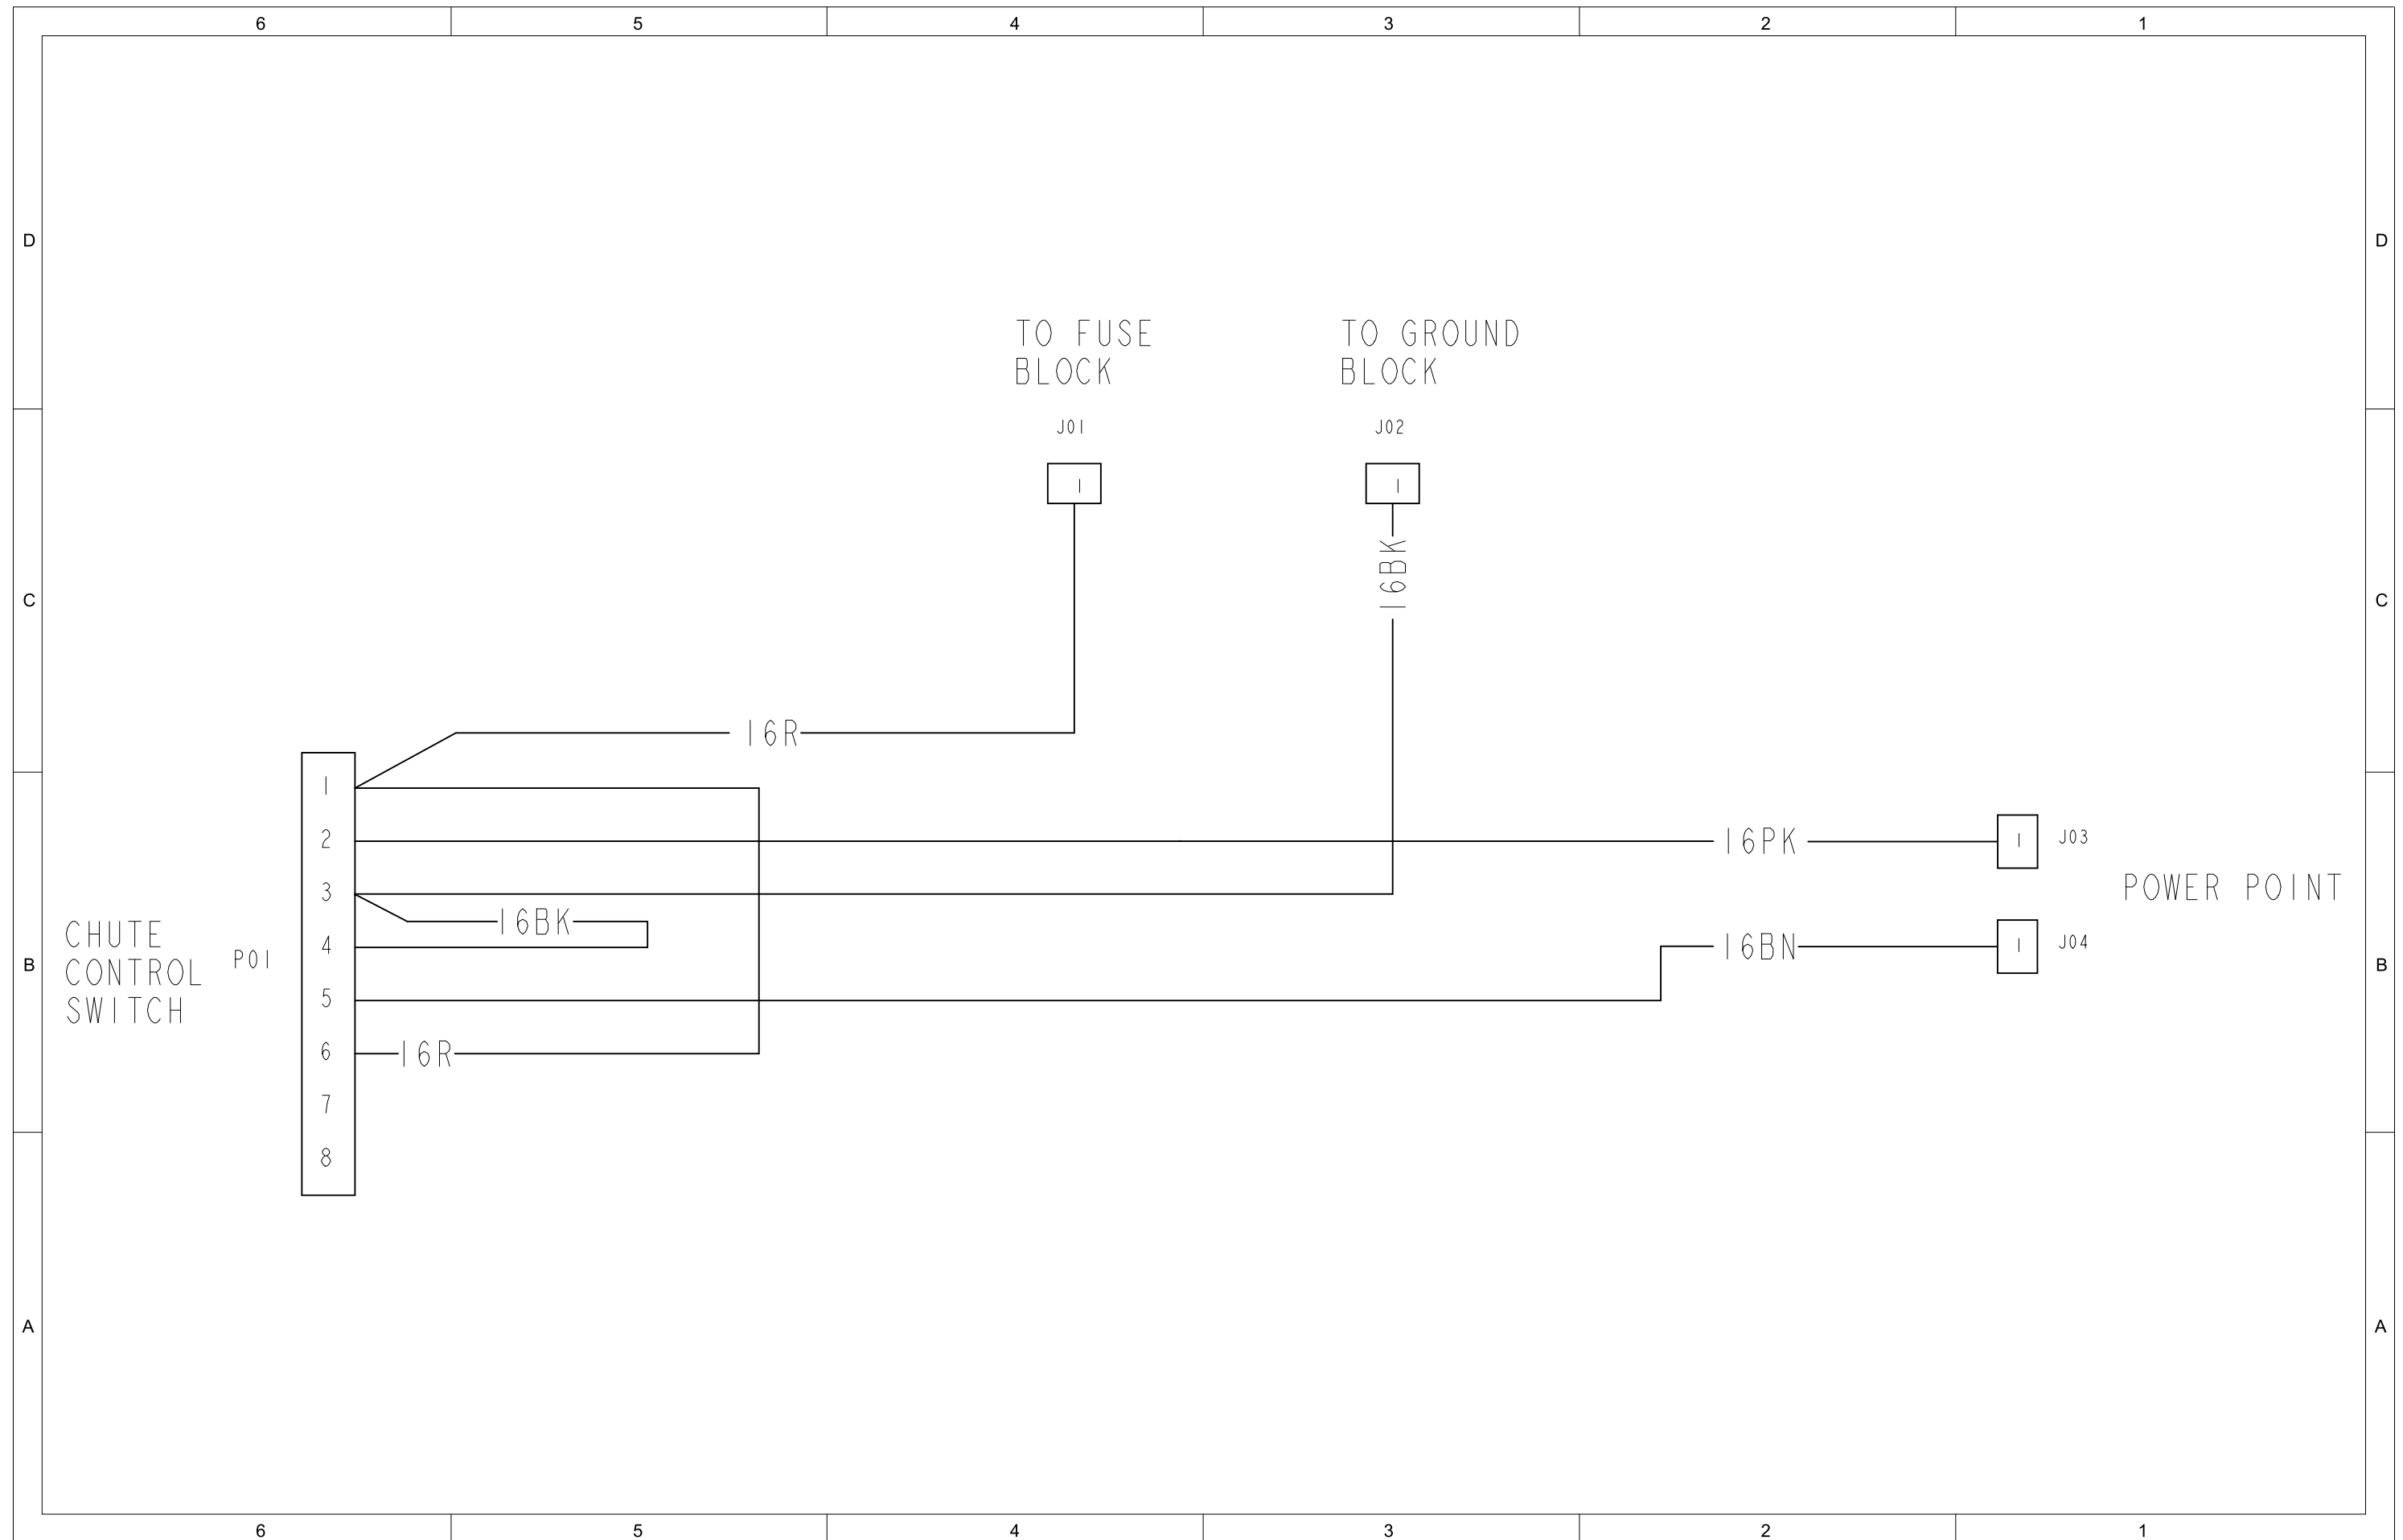 6 5 4 3 2 1
D D
TO FUSE
BLOCK
TO GROUND
BLOCK
J01 J02
1 1
16BK
C C
16R
1
2 16PK 1 J03
3
POWER POINT
16BK
4 16BN 1 J04
CHUTE
CONTROL
SWITCH
P01
B B
5
6 16R
7
8
A A
6 5 4 3 2 1